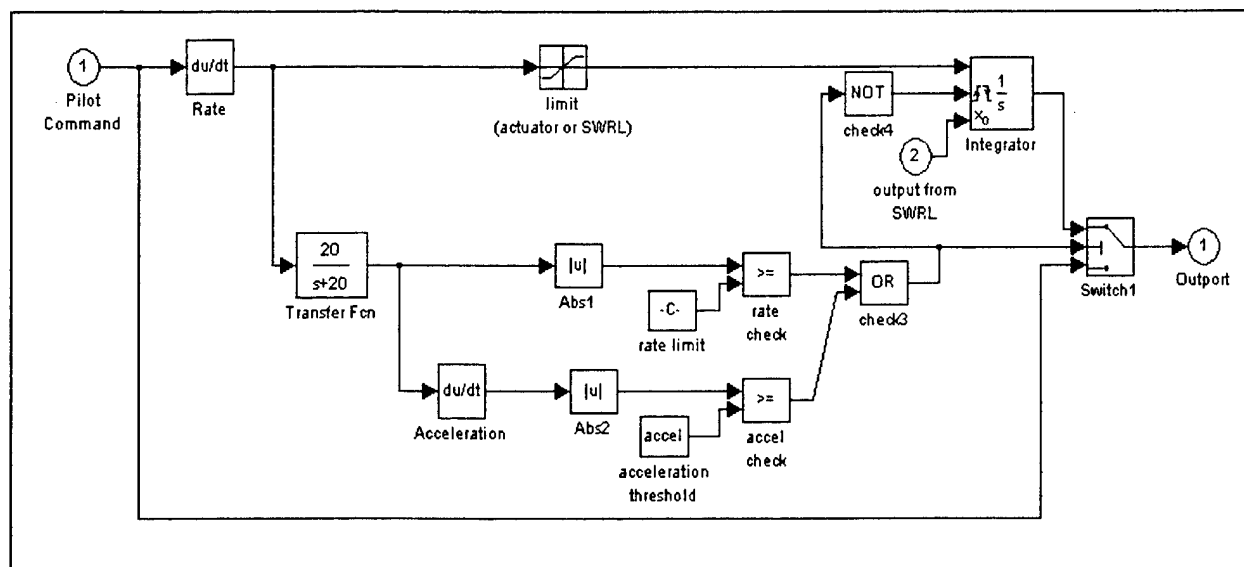 1
Pilot
Command
du/dt
Rate
limit
(actuator or SWRL)
NOT
check4
1
s
x0
Integrator
2
output from
SWRL
20
s+20
Transfer Fcn
|u|
Abs1
-C-
rate limit
>=
rate
check
OR
check3
Switch1
1
Outport
du/dt
Acceleration
|u|
Abs2
accel
acceleration
threshold
>=
accel
check